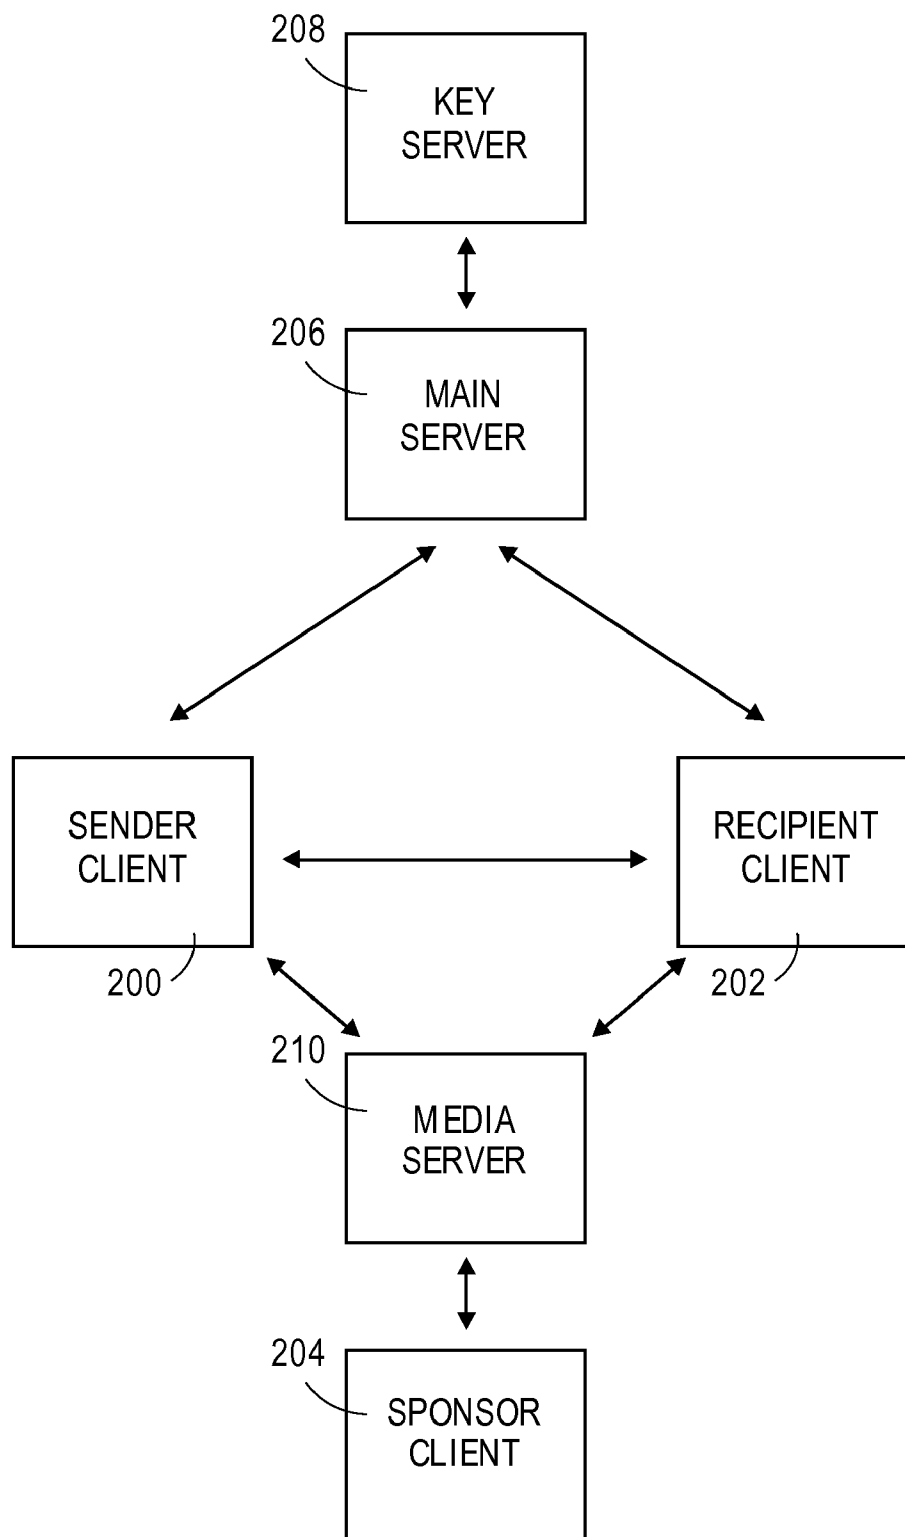 208
KEY
SERVER
206
MAIN
SERVER
SENDER
CLIENT
200
RECIPIENT
CLIENT
202
210
MEDIA
SERVER
204
SPONSOR
CLIENT